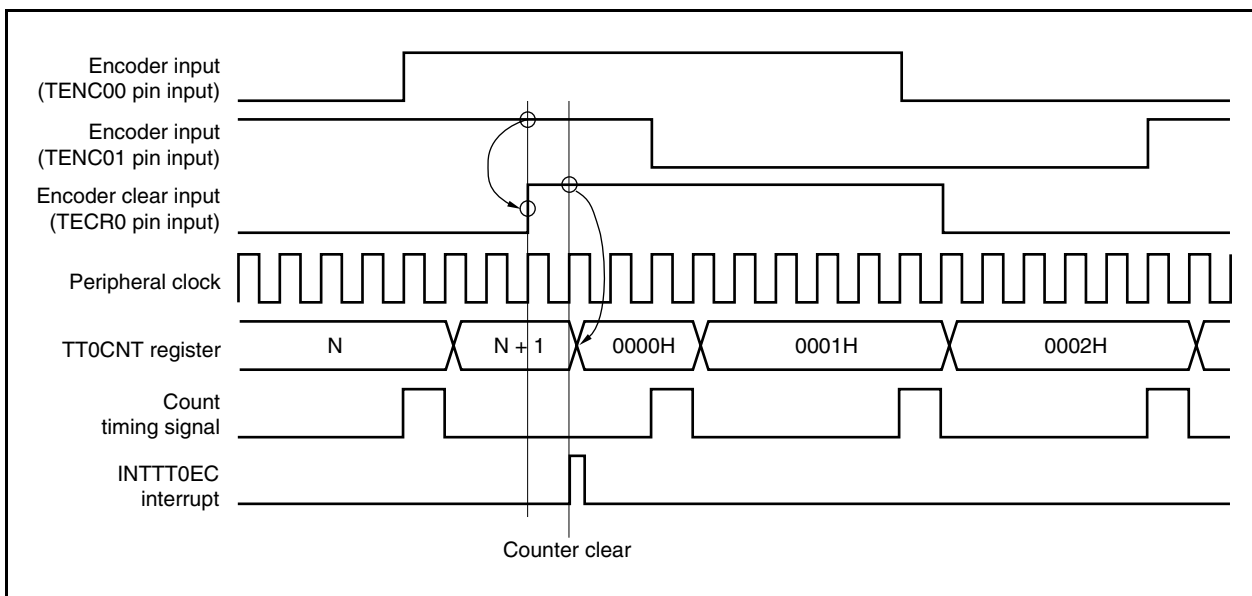 Encoder input
(TENC00 pin input)
Encoder input
(TENC01 pin input)
Encoder clear input
(TECR0 pin input)
Peripheral clock
TT0CNT register
N
N + 1
0000H
0001H
0002H
Count
timing signal
INTTT0EC
interrupt
Counter clear